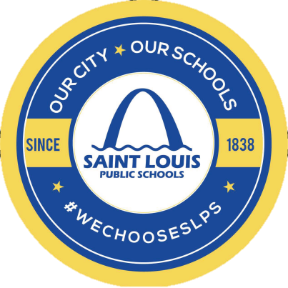 OUR CITY ★ OUR SCHOOLS
SINCE 1838
SAINT LOUIS
PUBLIC SCHOOLS
#WECHOOSESLPS